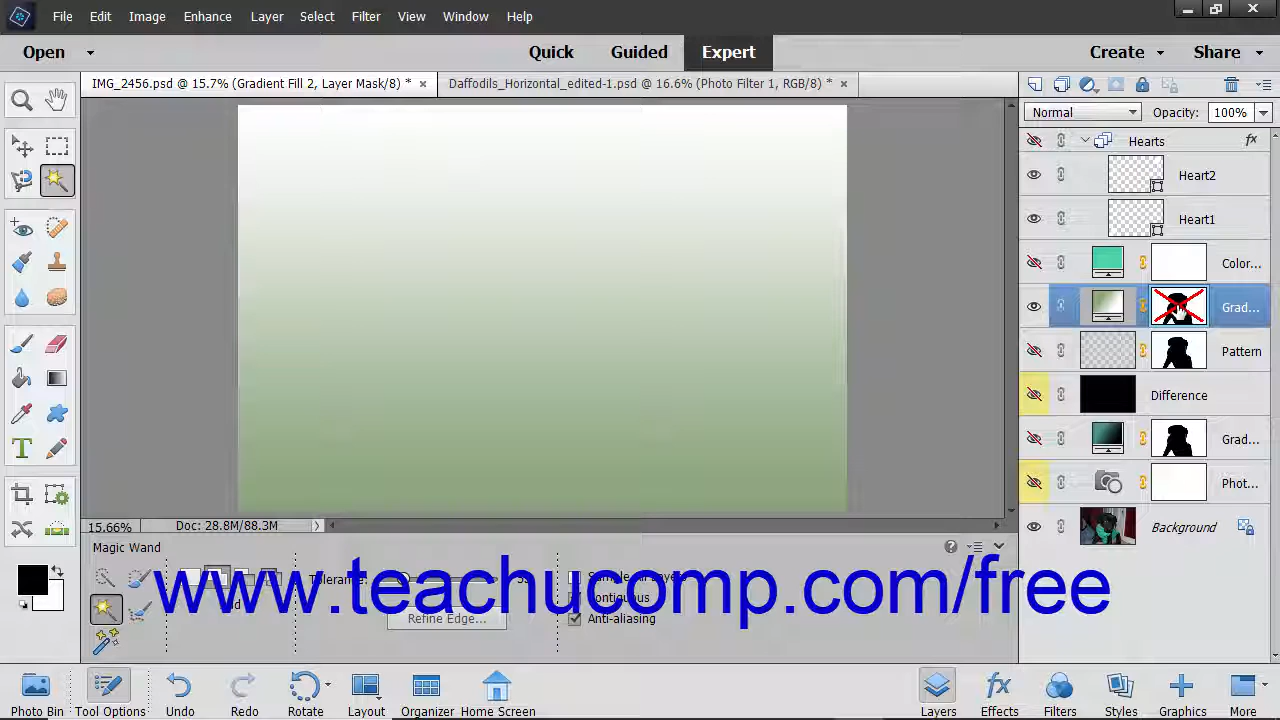 File Edit Image Enhance Layer Select Filter View Window Help
Open Quick Guided Expert Create Share
IMG_2456.psd @ 15.7% (Gradient Fill 2, Layer Mask/8) * × Daffodils_Horizontal_edited-1.psd @ 16.6% (Photo Filter 1, RGB/8) * ×
Normal Opacity: 100%
Hearts fx
Heart2
Heart1
Color...
Grad...
Pattern
Difference
Grad...
Phot...
Background
15.66% Doc: 28.8M/88.3M
Magic Wand
Tolerance:
Contiguous
Refine Edge... Anti-aliasing
www.teachucomp.com/free
Photo Bin Tool Options Undo Redo Rotate Layout Organizer Home Screen Layers Effects Filters Styles Graphics More